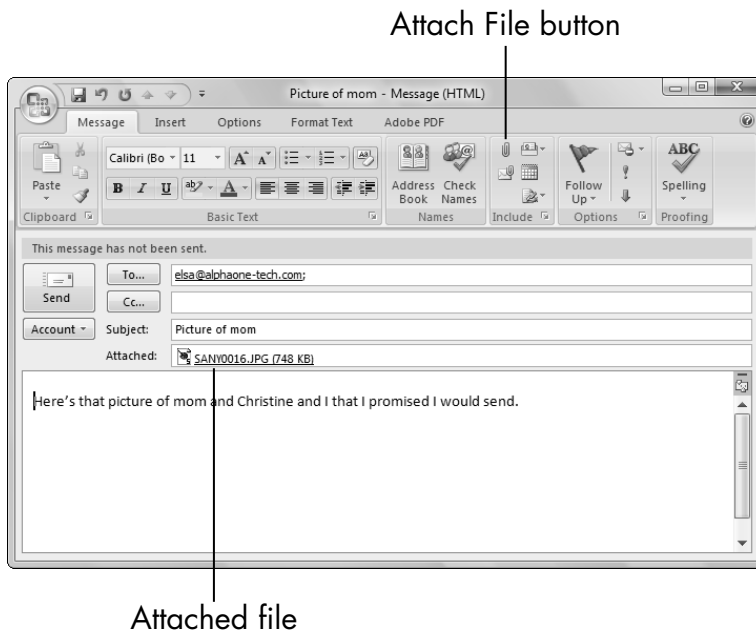 Attach File button
Picture of mom - Message (HTML)
Message Insert Options Format Text Adobe PDF
Calibri (Bo 11 A A ABC
Paste B I U ab A Address Book Check Names Follow Up Spelling
Clipboard Basic Text Names Include Options Proofing
This message has not been sent.
To... elsa@alphaone-tech.com;
Send
Cc...
Account Subject: Picture of mom
Attached: SANY0016.JPG (748 KB)
Here's that picture of mom and Christine and I that I promised I would send.
Attached file